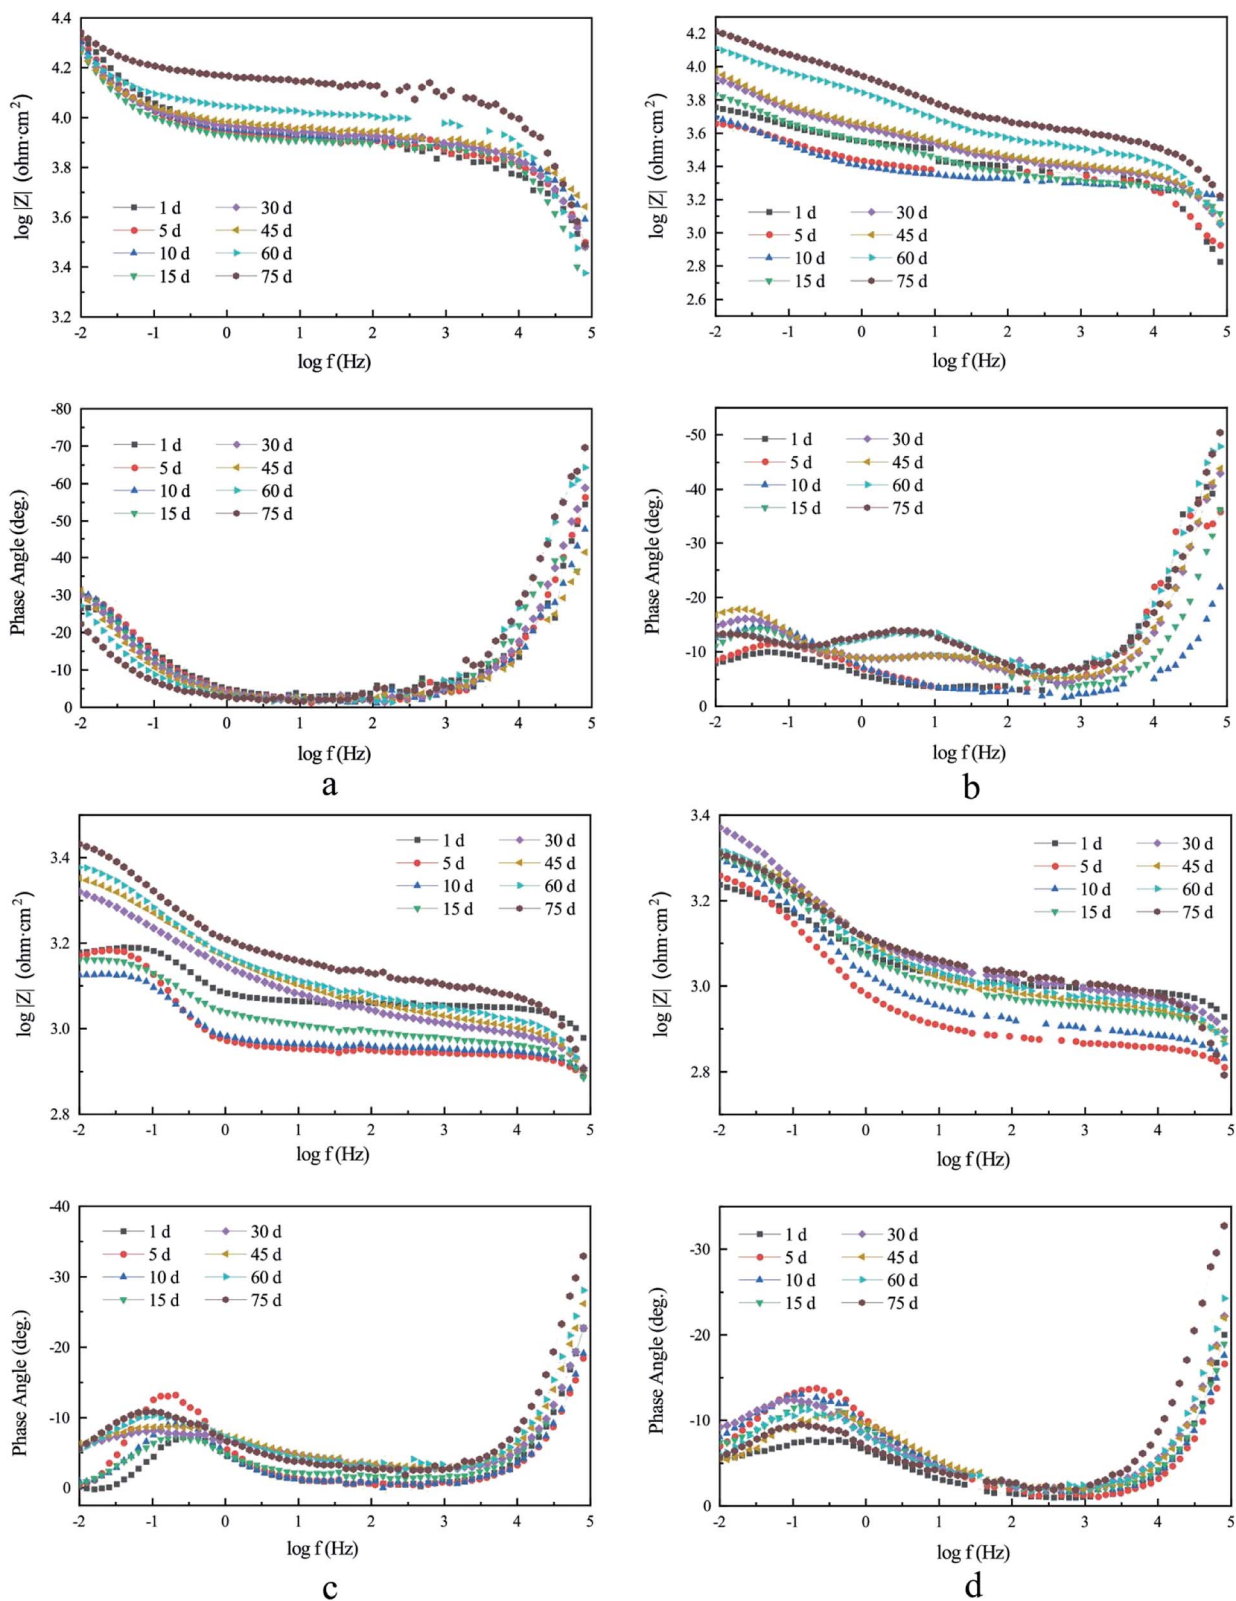 4.4
4.2
4.0
3.8
3.6
3.4
3.2
log |Z| (ohm·cm²)
1 d
30 d
5 d
45 d
10 d
60 d
15 d
75 d
-2 -1 0 1 2 3 4 5
log f (Hz)
4.2
4.0
3.8
3.6
3.4
3.2
3.0
2.8
2.6
log |Z| (ohm·cm²)
1 d
30 d
5 d
45 d
10 d
60 d
15 d
75 d
-2 -1 0 1 2 3 4 5
log f (Hz)
-80
-70
-60
-50
-40
-30
-20
-10
0
Phase Angle (deg.)
1 d
30 d
5 d
45 d
10 d
60 d
15 d
75 d
-2 -1 0 1 2 3 4 5
log f (Hz)
a
-50
-40
-30
-20
-10
0
Phase Angle (deg.)
1 d
30 d
5 d
45 d
10 d
60 d
15 d
75 d
-2 -1 0 1 2 3 4 5
log f (Hz)
b
3.4
3.2
3.0
2.8
log |Z| (ohm·cm²)
1 d
30 d
5 d
45 d
10 d
60 d
15 d
75 d
-2 -1 0 1 2 3 4 5
log f (Hz)
3.4
3.2
3.0
2.8
log |Z| (ohm·cm²)
1 d
30 d
5 d
45 d
10 d
60 d
15 d
75 d
-2 -1 0 1 2 3 4 5
log f (Hz)
-40
-30
-20
-10
0
Phase Angle (deg.)
1 d
30 d
5 d
45 d
10 d
60 d
15 d
75 d
-2 -1 0 1 2 3 4 5
log f (Hz)
c
-30
-20
-10
0
Phase Angle (deg.)
1 d
30 d
5 d
45 d
10 d
60 d
15 d
75 d
-2 -1 0 1 2 3 4 5
log f (Hz)
d